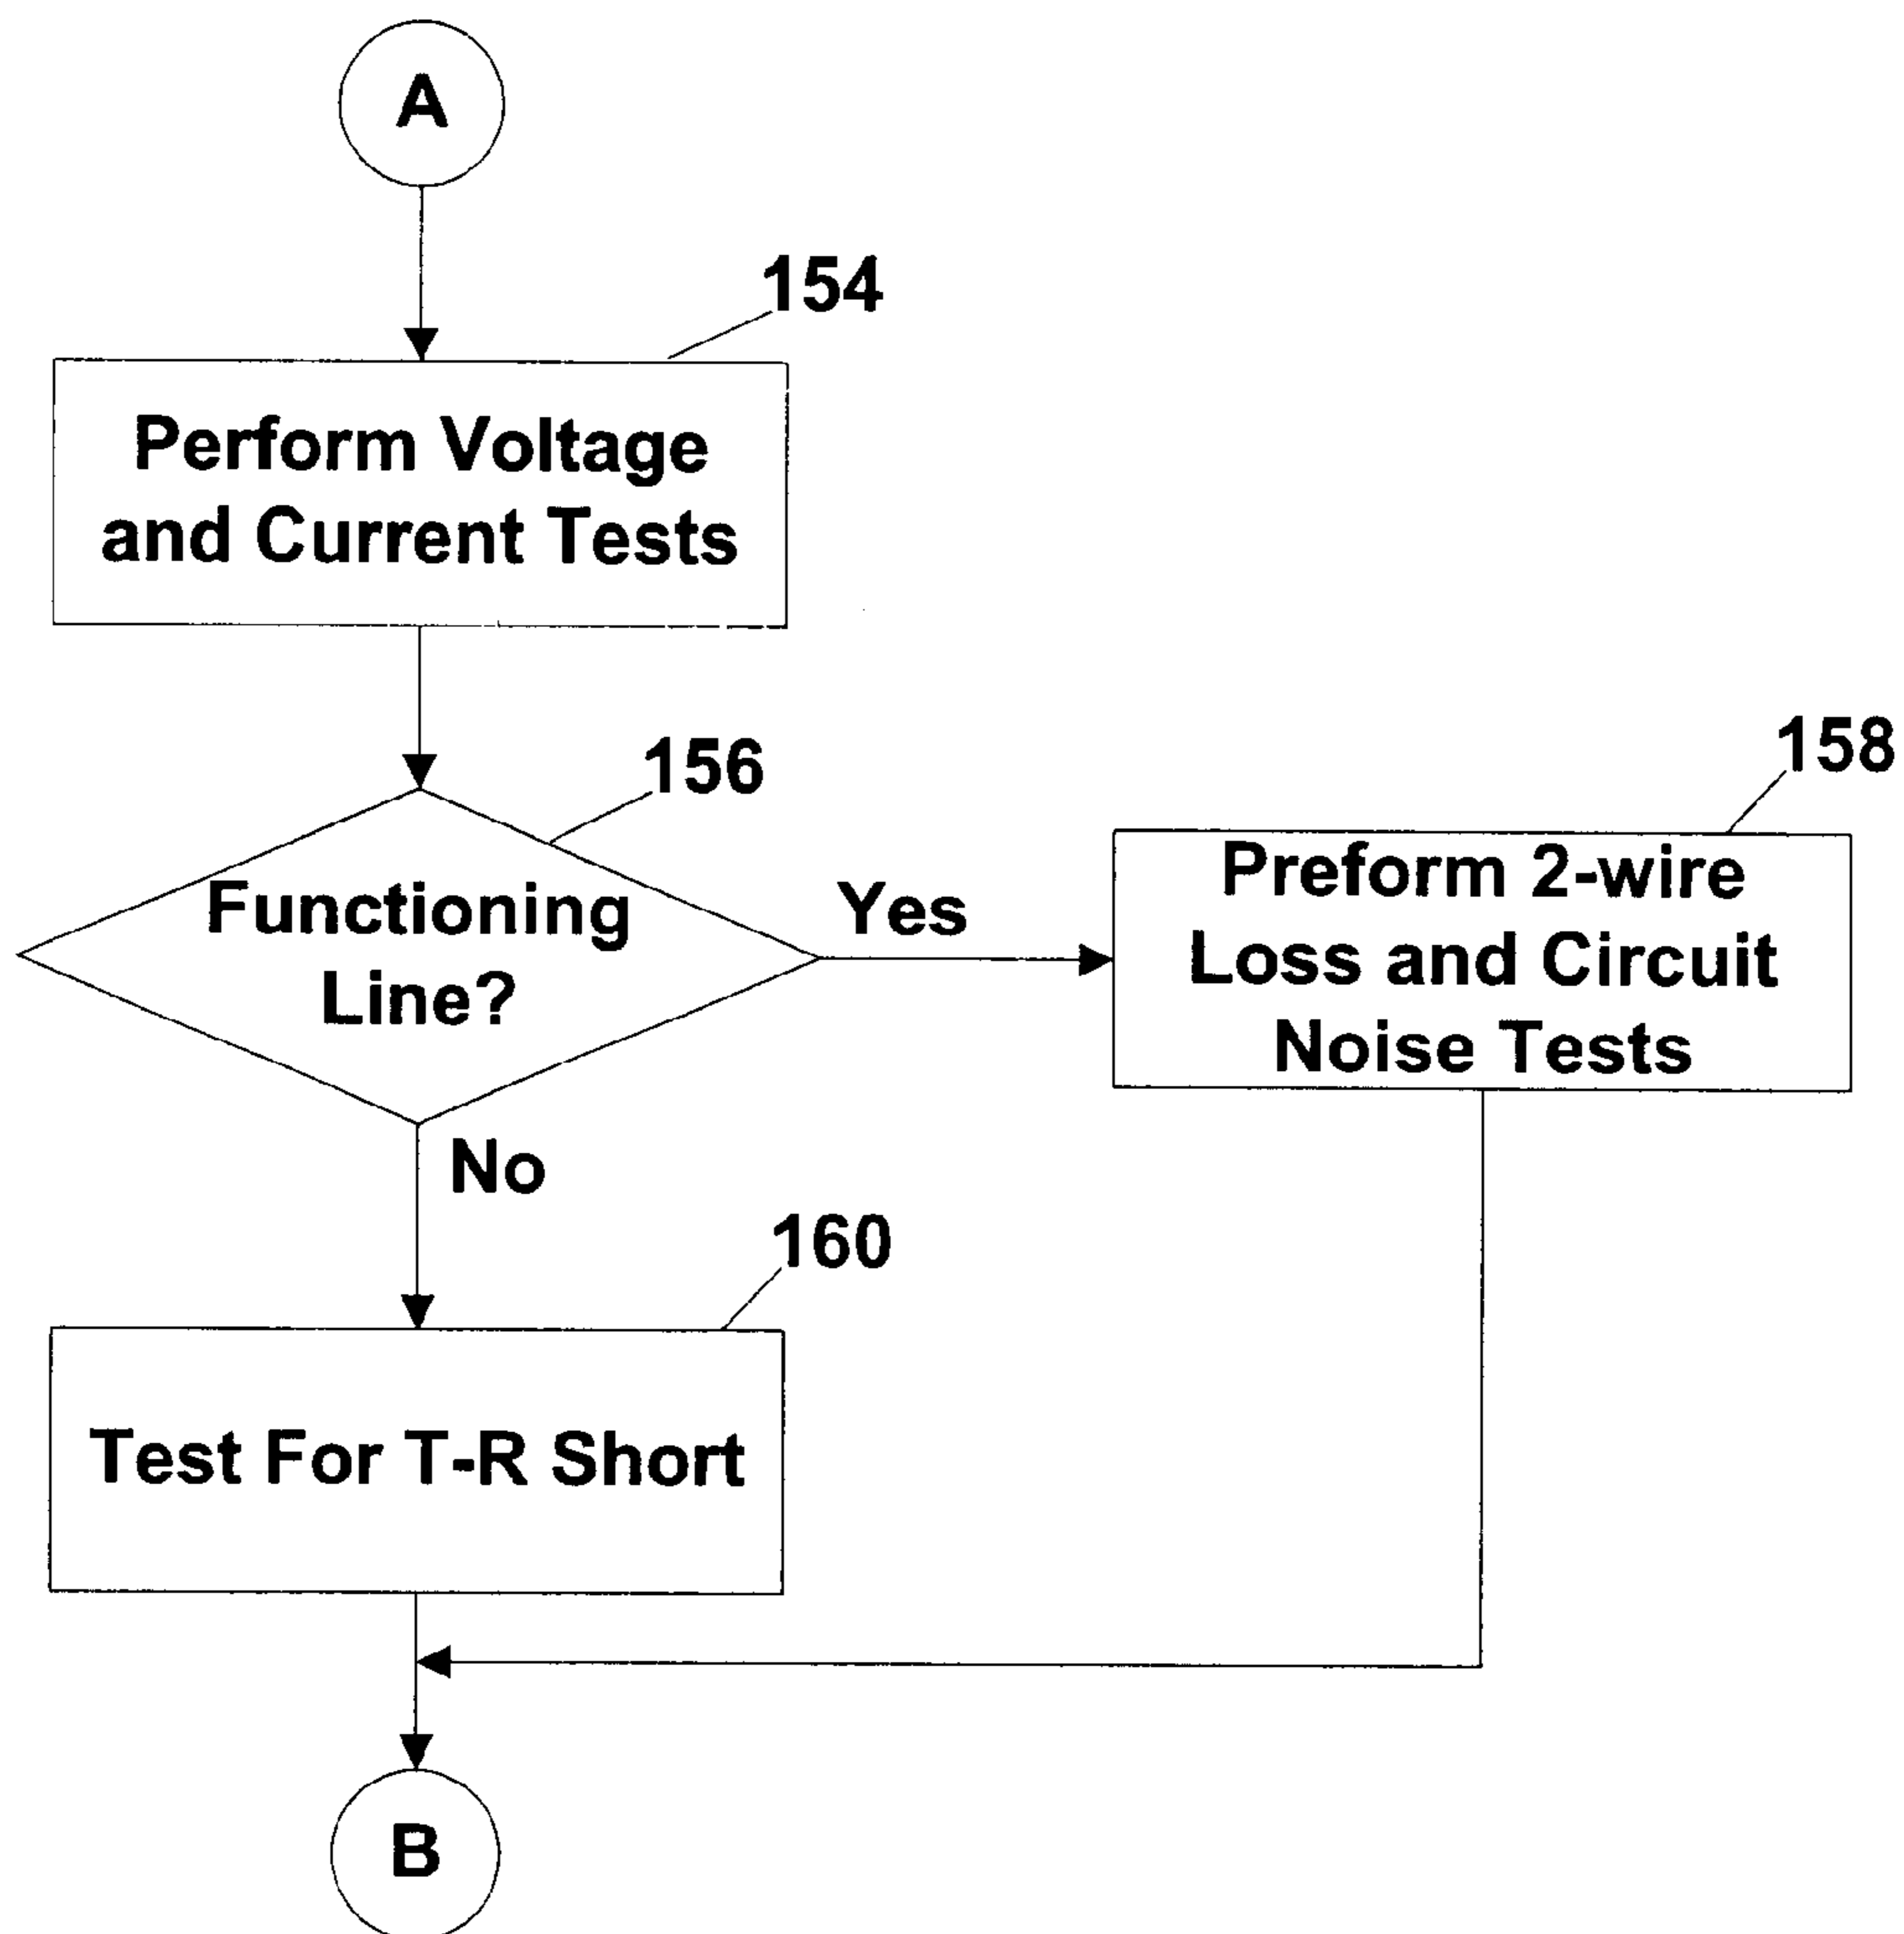 A
154
Perform Voltage
and Current Tests
156
Functioning
Line?
Yes
158
Preform 2-wire
Loss and Circuit
Noise Tests
No
160
Test For T-R Short
B